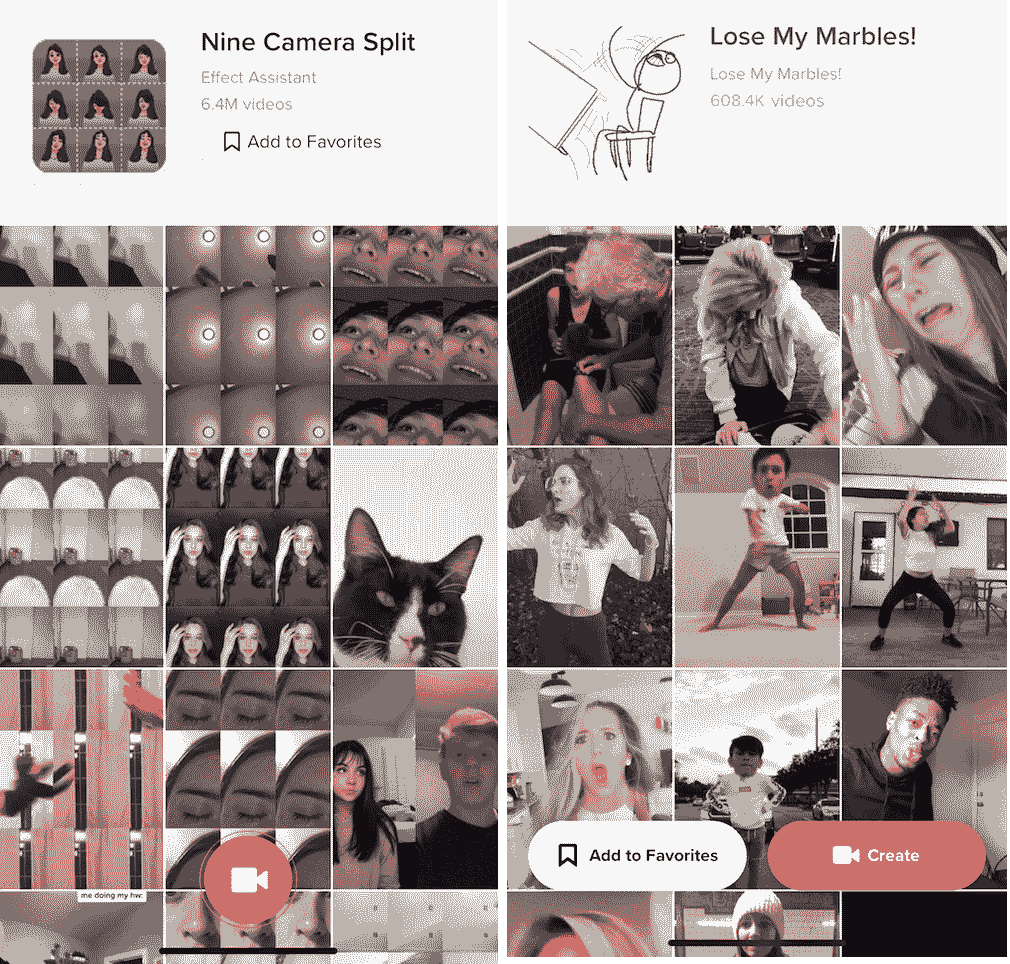 Nine Camera Split
Effect Assistant
6.4M videos
Add to Favorites
me doing my hw:
Lose My Marbles!
Lose My Marbles!
608.4K videos
Add to Favorites
Create